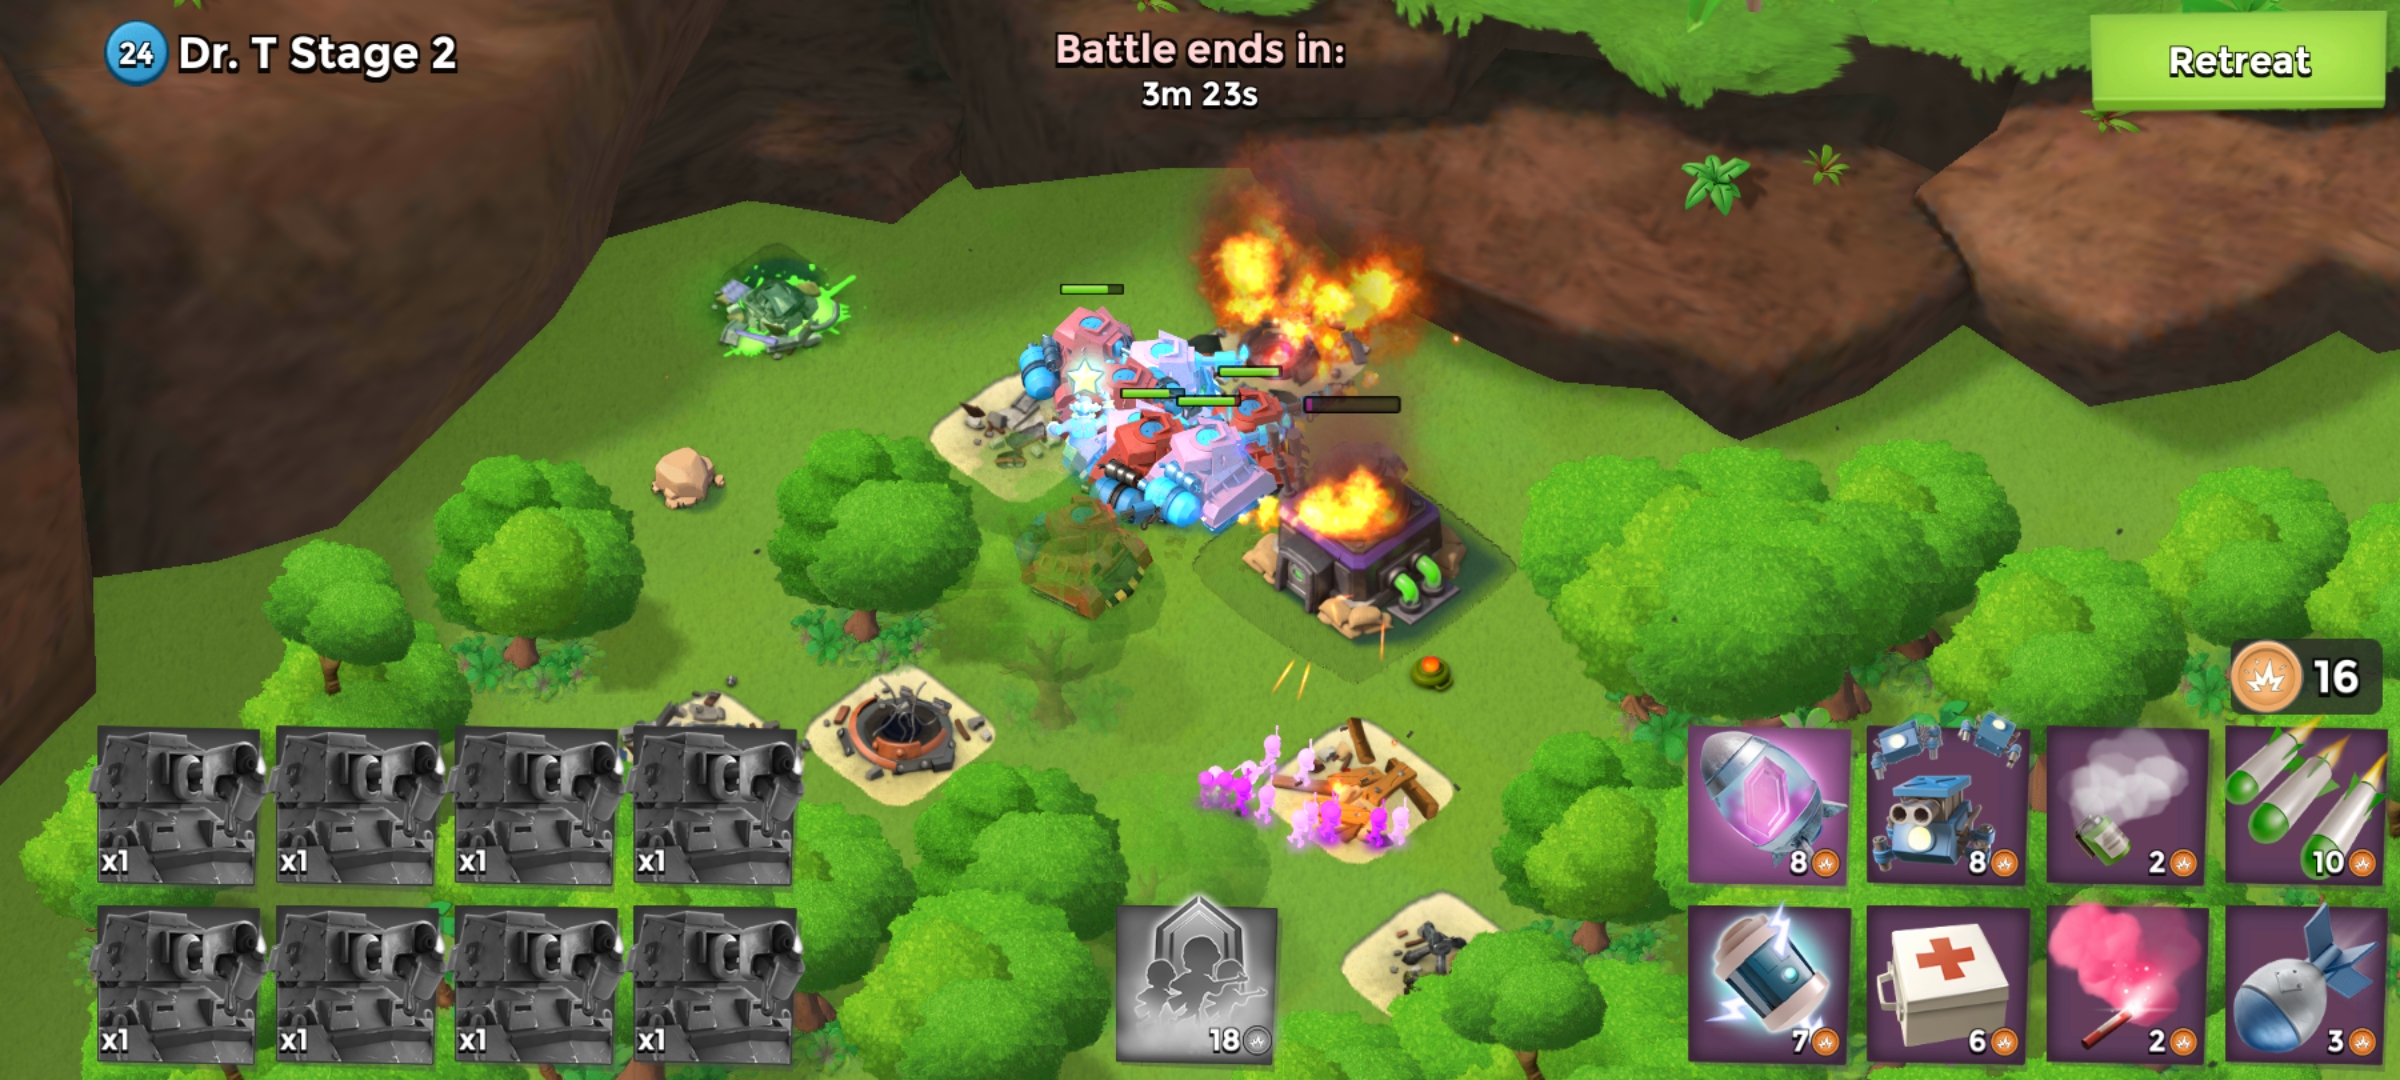 24 Dr. T Stage 2
Battle ends in:
3m 23s
Retreat
16
x1 x1 x1 x1
8 8 2 10
x1 x1 x1 x1
18
7 6 2 3